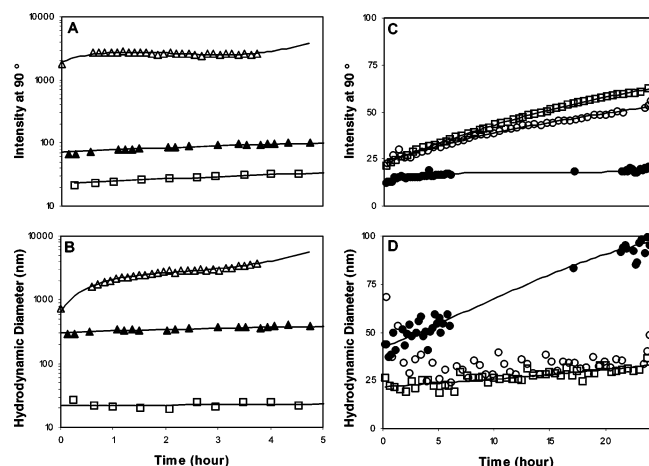 A
Intensity at 90 °
10000
1000
100
10
C
Intensity at 90 °
100
75
50
25
0
B
Hydrodynamic Diameter (nm)
10000
1000
100
10
0 1 2 3 4 5
Time (hour)
D
Hydrodynamic Diameter (nm)
100
75
50
25
0
0 5 10 15 20
Time (hour)